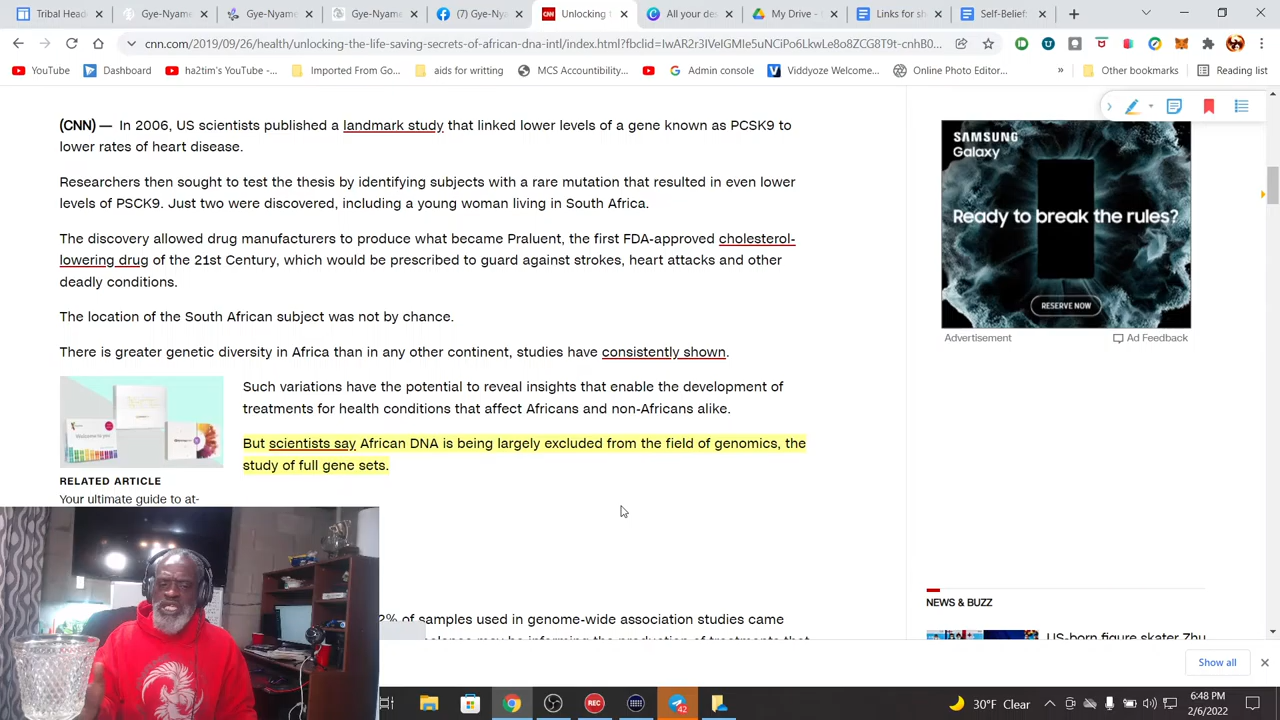 Tribal Head
Gye-Name
Gye-Nyam
Gye-Nyame
(7) Gye-Ny
CNN Unlocking t
All your des
My Drive -
Links for sh
Self-Belief:
cnn.com/2019/09/26/health/unlocking-the-life-saving-secrets-of-african-dna-intl/index.html?fbclid=IwAR2r3IVeIGMIe5uNCiPo6LkwLe8o8ZCG8T9t-cnhB0...
YouTube
Dashboard
ha2tim's YouTube -...
Imported From Go...
aids for writting
MCS Accountibility...
Admin console
Viddyoze Welcome...
Online Photo Editor...
»
Other bookmarks
Reading list
(CNN) — In 2006, US scientists published a landmark study that linked lower levels of a gene known as PCSK9 to
lower rates of heart disease.
Researchers then sought to test the thesis by identifying subjects with a rare mutation that resulted in even lower
levels of PSCK9. Just two were discovered, including a young woman living in South Africa.
The discovery allowed drug manufacturers to produce what became Praluent, the first FDA-approved cholesterol-
lowering drug of the 21st Century, which would be prescribed to guard against strokes, heart attacks and other
deadly conditions.
The location of the South African subject was not by chance.
There is greater genetic diversity in Africa than in any other continent, studies have consistently shown.
Such variations have the potential to reveal insights that enable the development of
treatments for health conditions that affect Africans and non-Africans alike.
But scientists say African DNA is being largely excluded from the field of genomics, the
study of full gene sets.
RELATED ARTICLE
Your ultimate guide to at-
2% of samples used in genome-wide association studies came
SAMSUNG
Galaxy
Ready to break the rules?
RESERVE NOW
Advertisement
Ad Feedback
NEWS & BUZZ
US-born figure skater Zhu
Show all
REC
42
30°F Clear
6:48 PM
2/6/2022